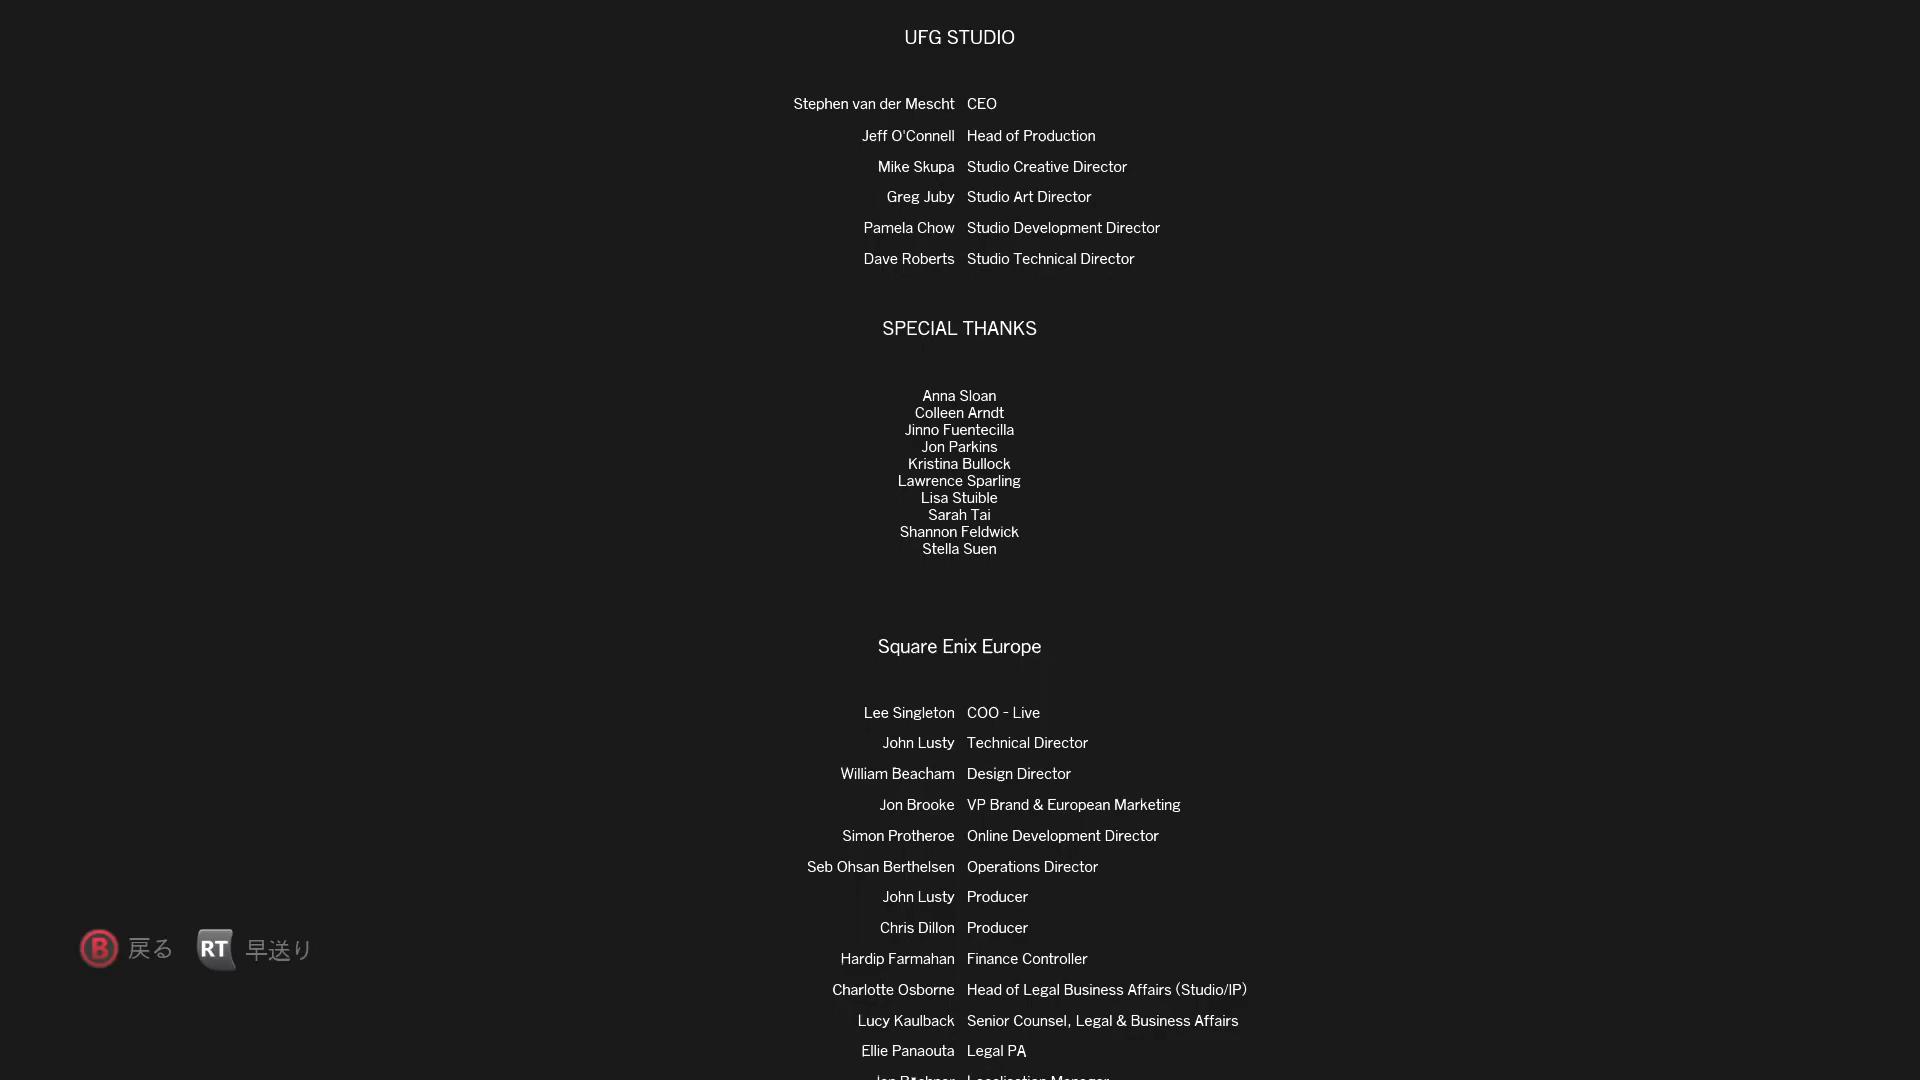 UFG STUDIO
Stephen van der Mescht CEO
Jeff O'Connell Head of Production
Mike Skupa Studio Creative Director
Greg Juby Studio Art Director
Pamela Chow Studio Development Director
Dave Roberts Studio Technical Director
SPECIAL THANKS
Anna Sloan
Colleen Arndt
Jinno Fuentecilla
Jon Parkins
Kristina Bullock
Lawrence Sparling
Lisa Stuible
Sarah Tai
Shannon Feldwick
Stella Suen
Square Enix Europe
Lee Singleton COO - Live
John Lusty Technical Director
William Beacham Design Director
Jon Brooke VP Brand & European Marketing
Simon Protheroe Online Development Director
Seb Ohsan Berthelsen Operations Director
John Lusty Producer
Chris Dillon Producer
Hardip Farmahan Finance Controller
Charlotte Osborne Head of Legal Business Affairs (Studio/IP)
Lucy Kaulback Senior Counsel, Legal & Business Affairs
Ellie Panaouta Legal PA
Localisation Manager
B 戻る RT 早送り